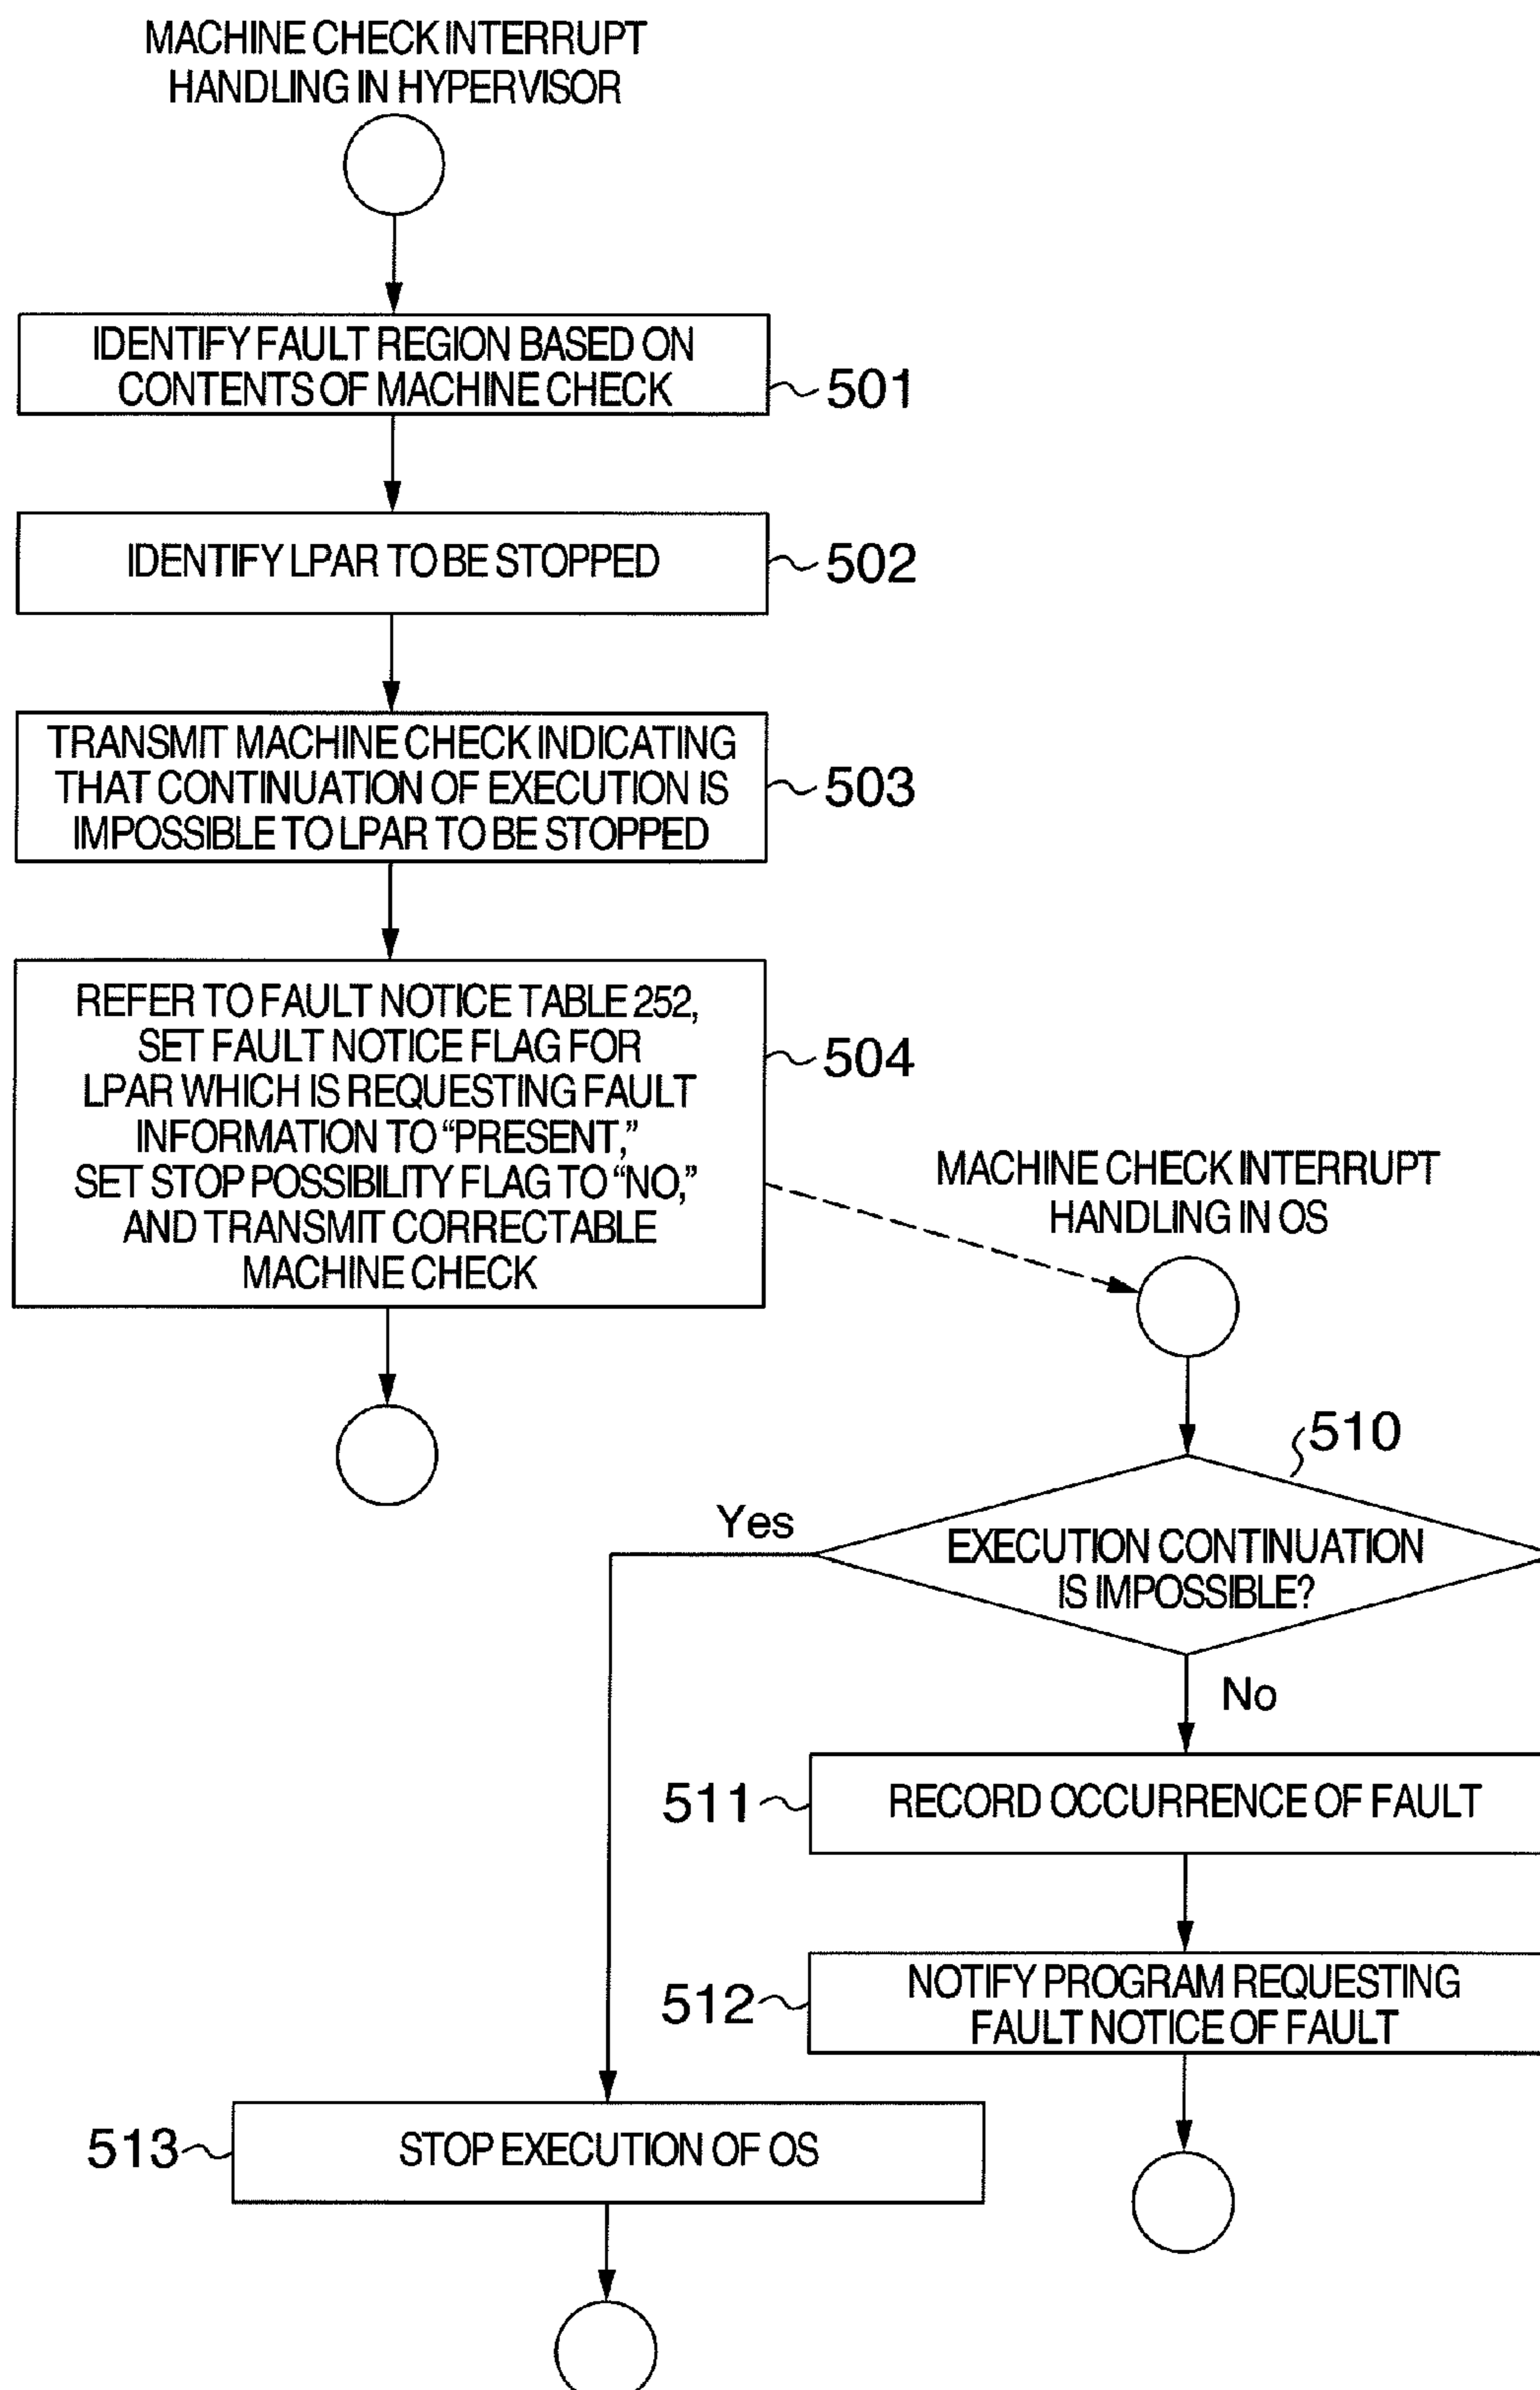 MACHINE CHECK INTERRUPT
HANDLING IN HYPERVISOR
IDENTIFY FAULT REGION BASED ON
CONTENTS OF MACHINE CHECK
501
IDENTIFY LPAR TO BE STOPPED
502
TRANSMIT MACHINE CHECK INDICATING
THAT CONTINUATION OF EXECUTION IS
IMPOSSIBLE TO LPAR TO BE STOPPED
503
REFER TO FAULT NOTICE TABLE 252,
SET FAULT NOTICE FLAG FOR
LPAR WHICH IS REQUESTING FAULT
INFORMATION TO “PRESENT,”
SET STOP POSSIBILITY FLAG TO “NO,”
AND TRANSMIT CORRECTABLE
MACHINE CHECK
504
MACHINE CHECK INTERRUPT
HANDLING IN OS
510
EXECUTION CONTINUATION
IS IMPOSSIBLE?
Yes
No
511
RECORD OCCURRENCE OF FAULT
512
NOTIFY PROGRAM REQUESTING
FAULT NOTICE OF FAULT
513
STOP EXECUTION OF OS